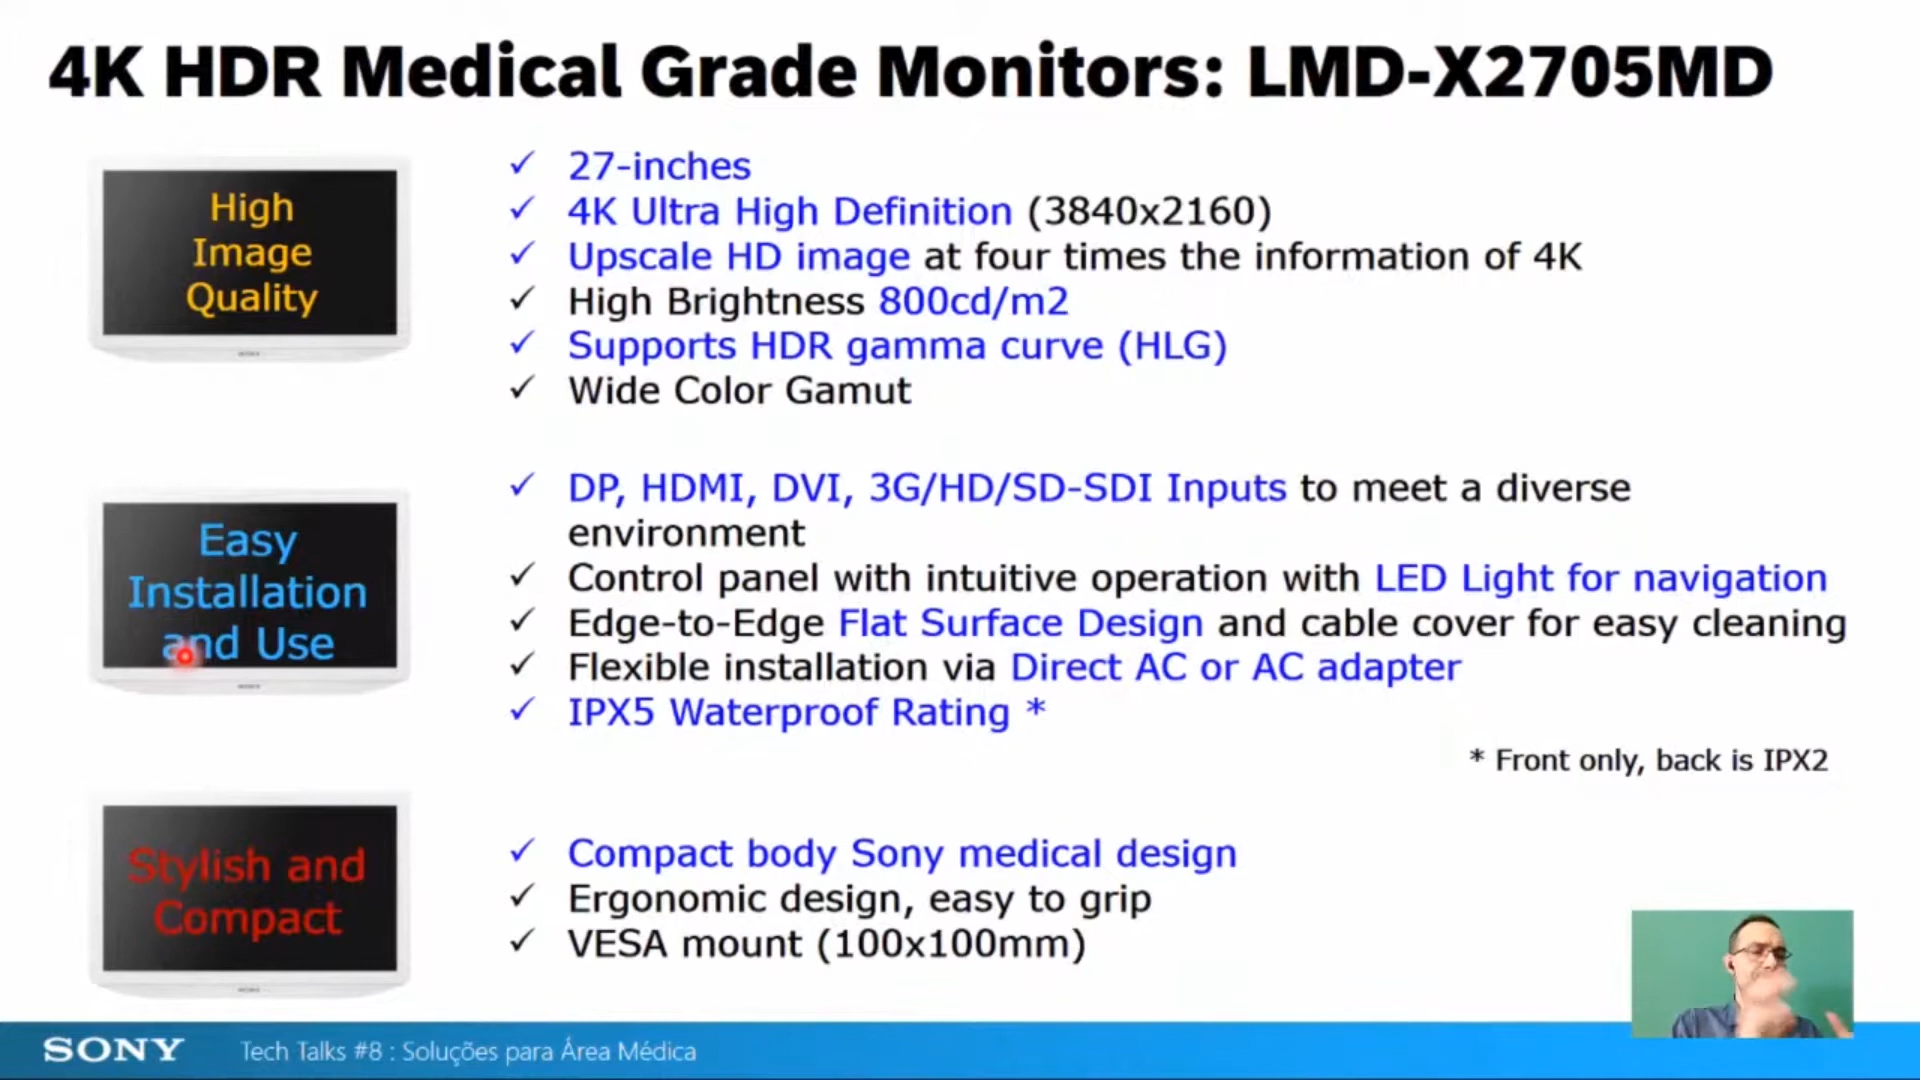 4K HDR Medical Grade Monitors: LMD-X2705MD
High
Image
Quality
SONY
✓ 27-inches
✓ 4K Ultra High Definition (3840x2160)
✓ Upscale HD image at four times the information of 4K
✓ High Brightness 800cd/m2
✓ Supports HDR gamma curve (HLG)
✓ Wide Color Gamut
Easy
Installation
and Use
SONY
✓ DP, HDMI, DVI, 3G/HD/SD-SDI Inputs to meet a diverse
environment
✓ Control panel with intuitive operation with LED Light for navigation
✓ Edge-to-Edge Flat Surface Design and cable cover for easy cleaning
✓ Flexible installation via Direct AC or AC adapter
✓ IPX5 Waterproof Rating *
* Front only, back is IPX2
Stylish and
Compact
SONY
✓ Compact body Sony medical design
✓ Ergonomic design, easy to grip
✓ VESA mount (100x100mm)
SONY
Tech Talks #8 : Soluções para Área Médica